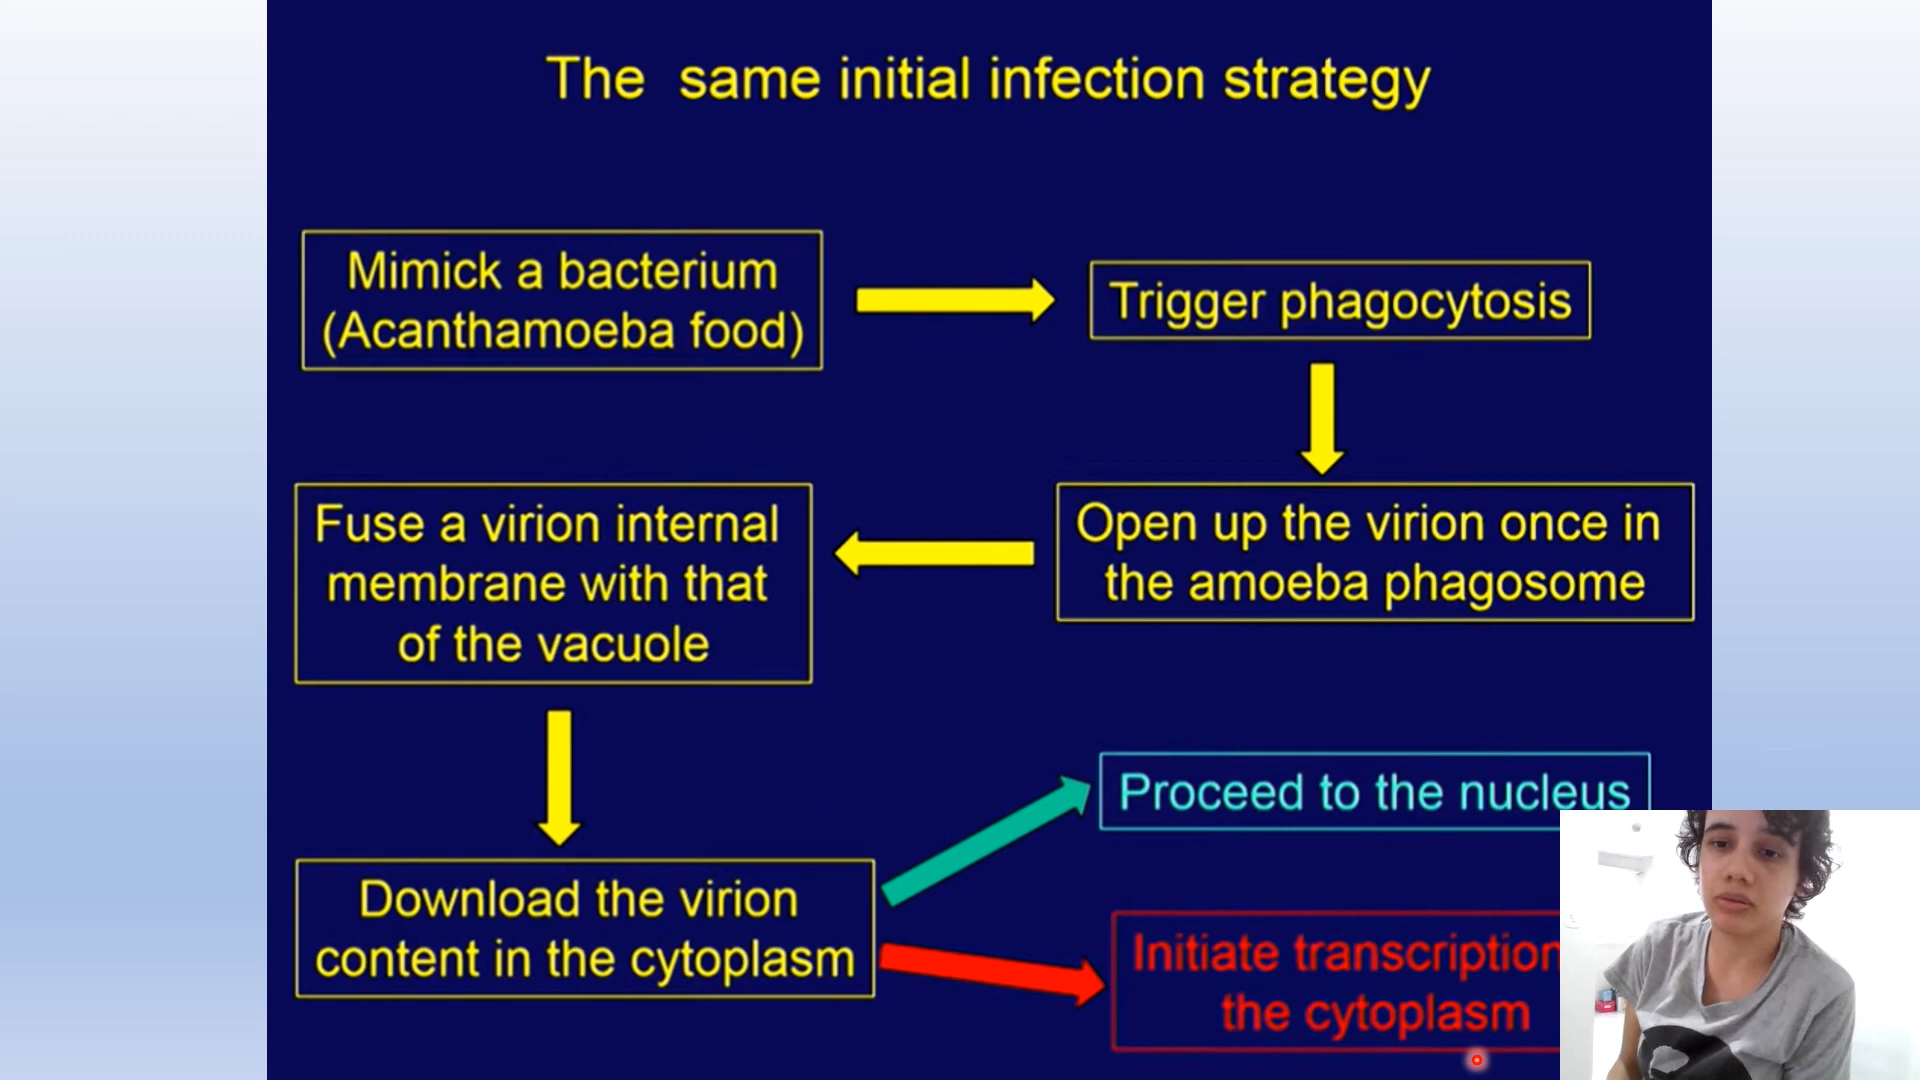 The same initial infection strategy
Mimick a bacterium
(Acanthamoeba food)
Trigger phagocytosis
Open up the virion once in
the amoeba phagosome
Fuse a virion internal
membrane with that
of the vacuole
Download the virion
content in the cytoplasm
Proceed to the nucleus
Initiate transcription
the cytoplasm